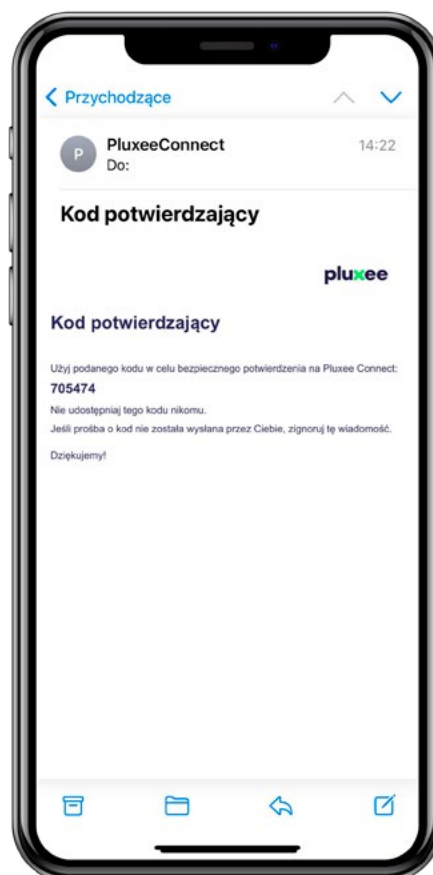 Przychodzące
P
PluxeeConnect 14:22
Do:
Kod potwierdzający
pluxee
Kod potwierdzający
Użyj podanego kodu w celu bezpiecznego potwierdzenia na Pluxee Connect:
705474
Nie udostępniaj tego kodu nikomu.
Jeśli prośba o kod nie została wysłana przez Ciebie, zignoruj tę wiadomość.
Dziękujemy!